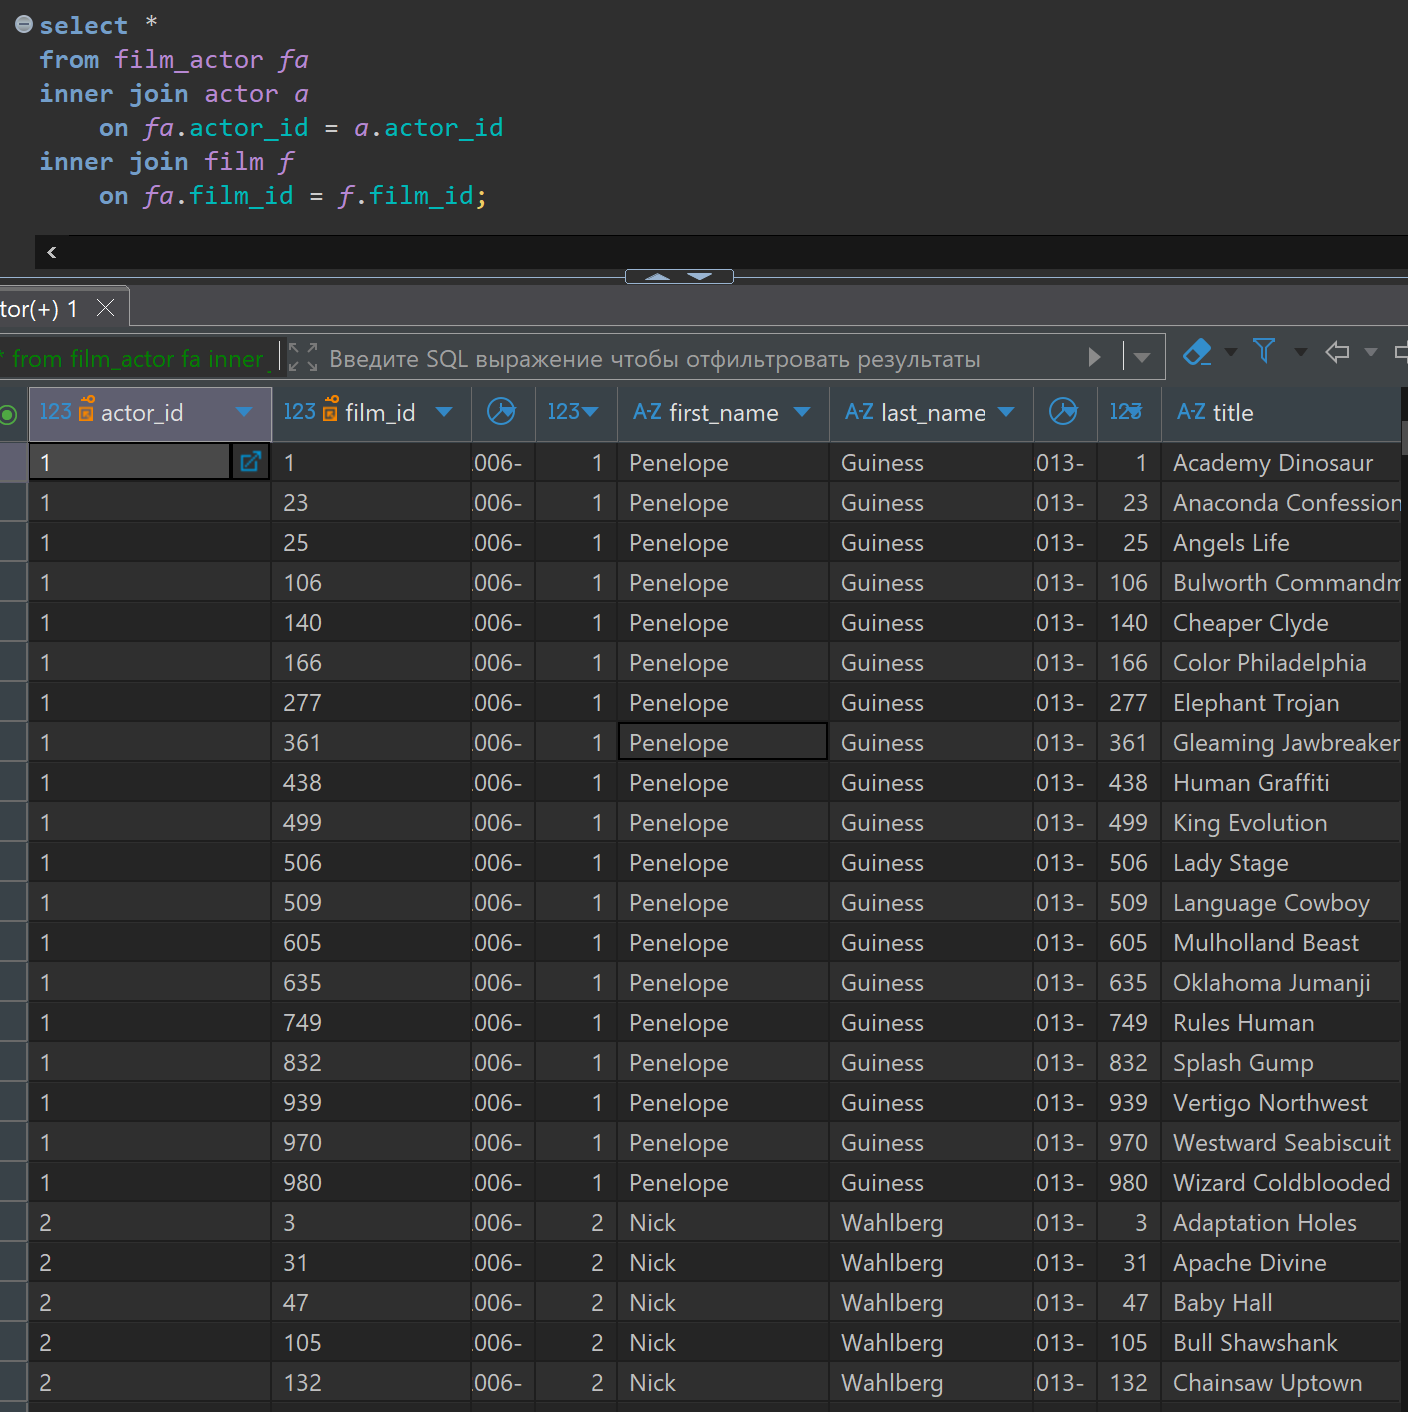 select *
from film_actor fa
inner join actor a
on fa.actor_id = a.actor_id
inner join film f
on fa.film_id = f.film_id;
tor(+) 1
* from film_actor fa inner Введите SQL выражение чтобы отфильтровать результаты
123 actor_id 123 film_id 123 A-Z first_name A-Z last_name 123 A-Z title
1 1 006- 1 Penelope Guiness 013- 1 Academy Dinosaur
1 23 006- 1 Penelope Guiness 013- 23 Anaconda Confession
1 25 006- 1 Penelope Guiness 013- 25 Angels Life
1 106 006- 1 Penelope Guiness 013- 106 Bulworth Commandm
1 140 006- 1 Penelope Guiness 013- 140 Cheaper Clyde
1 166 006- 1 Penelope Guiness 013- 166 Color Philadelphia
1 277 006- 1 Penelope Guiness 013- 277 Elephant Trojan
1 361 006- 1 Penelope Guiness 013- 361 Gleaming Jawbreaker
1 438 006- 1 Penelope Guiness 013- 438 Human Graffiti
1 499 006- 1 Penelope Guiness 013- 499 King Evolution
1 506 006- 1 Penelope Guiness 013- 506 Lady Stage
1 509 006- 1 Penelope Guiness 013- 509 Language Cowboy
1 605 006- 1 Penelope Guiness 013- 605 Mulholland Beast
1 635 006- 1 Penelope Guiness 013- 635 Oklahoma Jumanji
1 749 006- 1 Penelope Guiness 013- 749 Rules Human
1 832 006- 1 Penelope Guiness 013- 832 Splash Gump
1 939 006- 1 Penelope Guiness 013- 939 Vertigo Northwest
1 970 006- 1 Penelope Guiness 013- 970 Westward Seabiscuit
1 980 006- 1 Penelope Guiness 013- 980 Wizard Coldblooded
2 3 006- 2 Nick Wahlberg 013- 3 Adaptation Holes
2 31 006- 2 Nick Wahlberg 013- 31 Apache Divine
2 47 006- 2 Nick Wahlberg 013- 47 Baby Hall
2 105 006- 2 Nick Wahlberg 013- 105 Bull Shawshank
2 132 006- 2 Nick Wahlberg 013- 132 Chainsaw Uptown